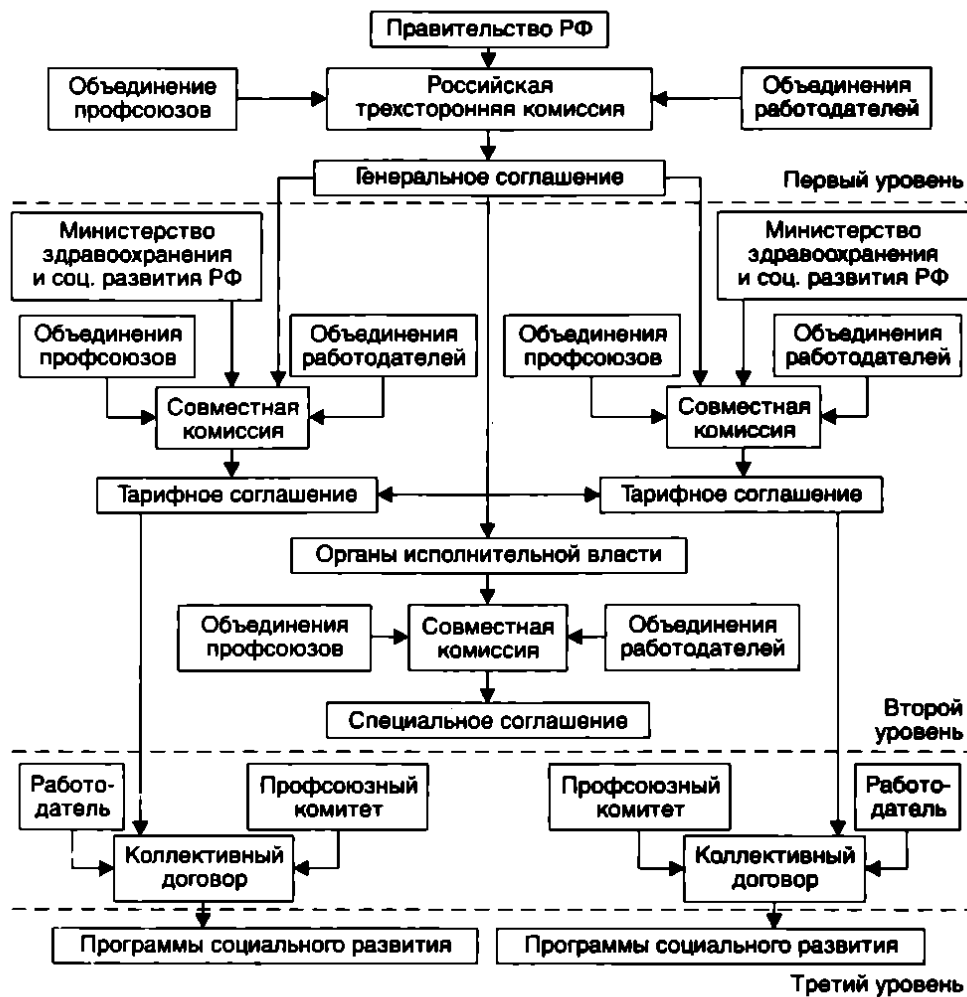 Правительство РФ
Объединение
профсоюзов
Российская
трехсторонняя комиссия
Объединения
работодателей
Генеральное соглашение
Первый уровень
Министерство
здравоохранения
и соц. развития РФ
Министерство
здравоохранения
и соц. развития РФ
Объединения
профсоюзов
Объединения
работодателей
Объединения
профсоюзов
Объединения
работодателей
Совместная
комиссия
Совместная
комиссия
Тарифное соглашение
Тарифное соглашение
Органы исполнительной власти
Объединения
профсоюзов
Совместная
комиссия
Объединения
работодателей
Специальное соглашение
Второй
уровень
Работо-
датель
Профсоюзный
комитет
Профсоюзный
комитет
Работо-
датель
Коллективный
договор
Коллективный
договор
Программы социального развития
Программы социального развития
Третий уровень